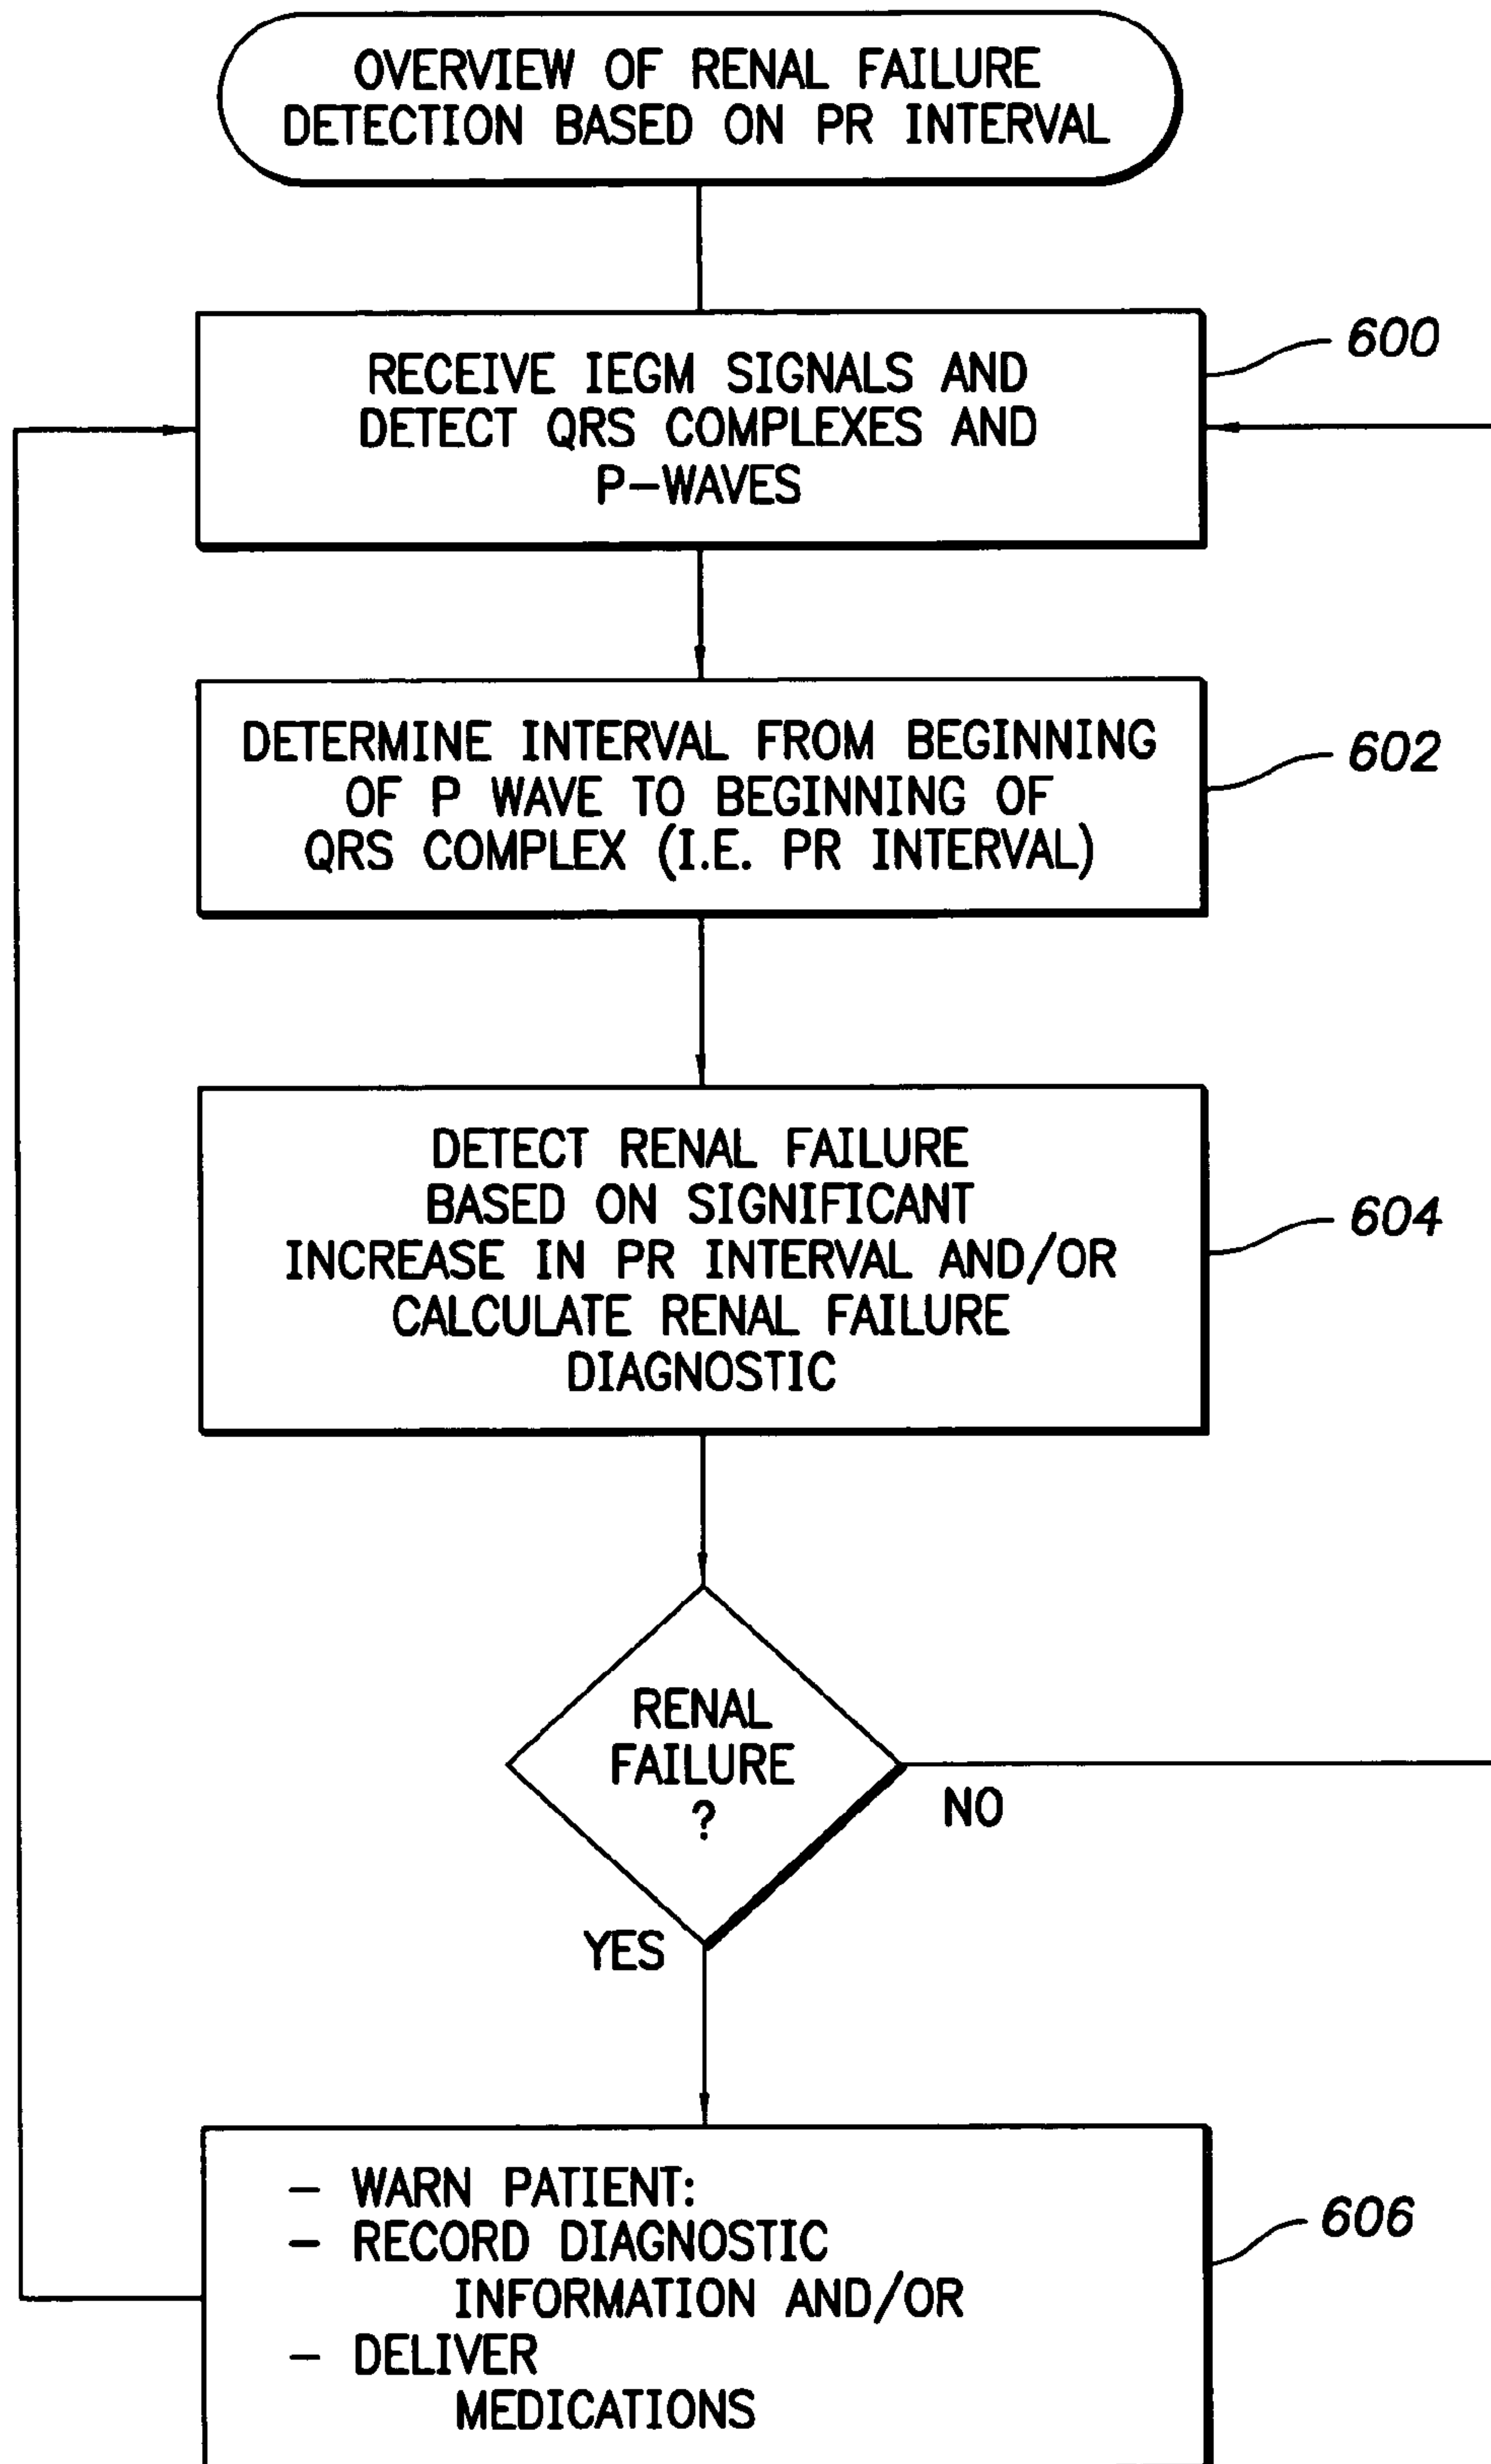 OVERVIEW OF RENAL FAILURE
DETECTION BASED ON PR INTERVAL
RECEIVE IEGM SIGNALS AND
DETECT QRS COMPLEXES AND
P-WAVES
600
DETERMINE INTERVAL FROM BEGINNING
OF P WAVE TO BEGINNING OF
QRS COMPLEX (I.E. PR INTERVAL)
602
DETECT RENAL FAILURE
BASED ON SIGNIFICANT
INCREASE IN PR INTERVAL AND/OR
CALCULATE RENAL FAILURE
DIAGNOSTIC
604
RENAL
FAILURE
?
NO
YES
- WARN PATIENT:
- RECORD DIAGNOSTIC
INFORMATION AND/OR
- DELIVER
MEDICATIONS
606